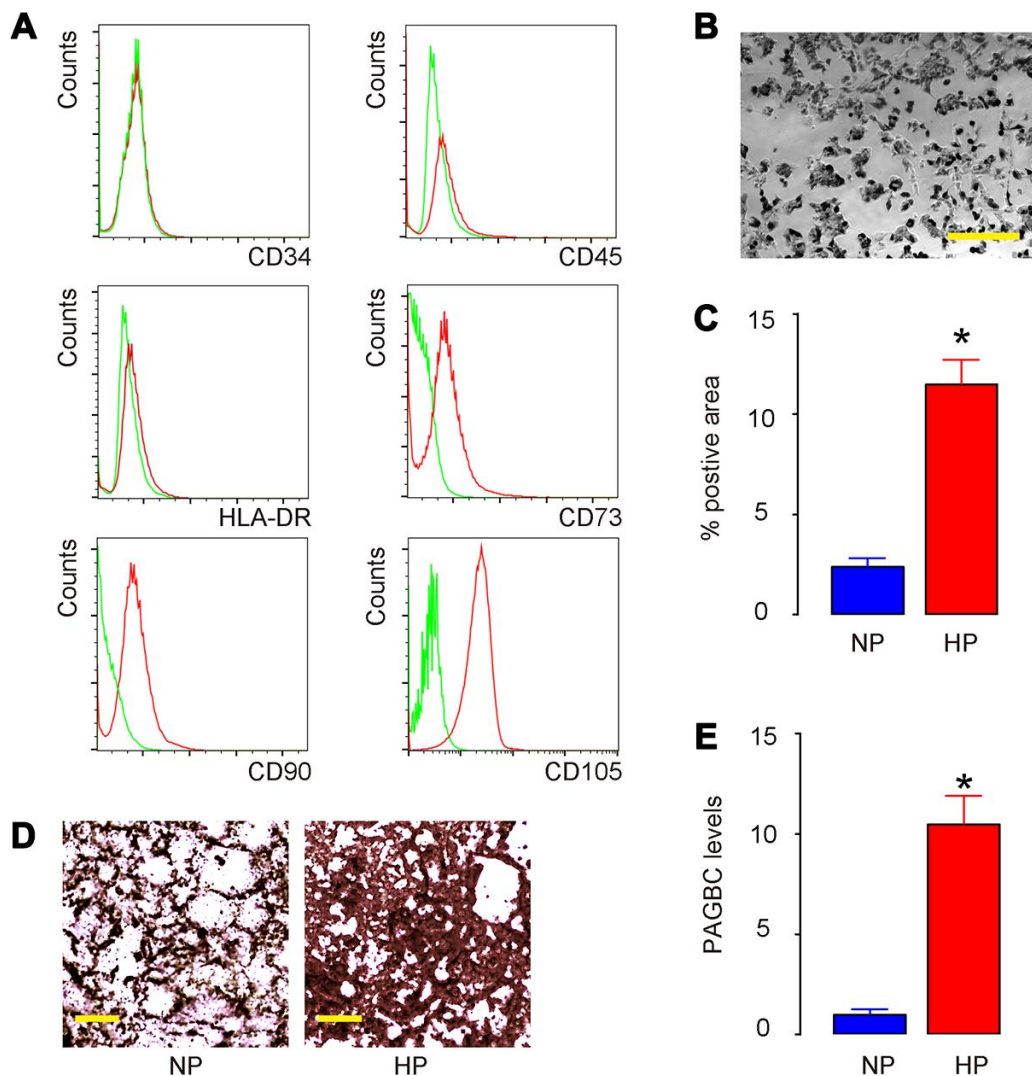 A
Counts
CD34
Counts
CD45
Counts
HLA-DR
Counts
CD73
Counts
CD90
Counts
CD105
B
C
% postive area
15
10
5
0
*
NP
HP
D
NP
HP
E
PAGBC levels
15
10
5
0
*
NP
HP